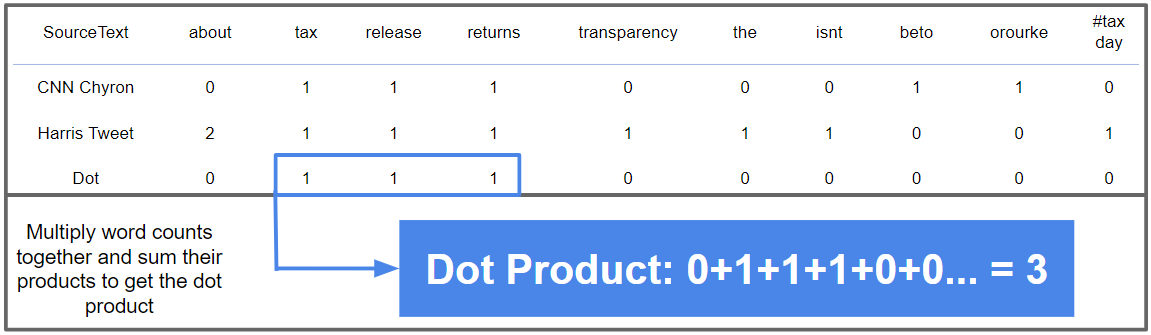 SourceText about tax release returns transparency the isnt beto orourke #tax day
CNN Chyron 0 1 1 1 0 0 0 1 1 0
Harris Tweet 2 1 1 1 1 1 1 0 0 1
Dot 0 1 1 1 0 0 0 0 0 0
Multiply word counts
together and sum their
products to get the dot
product
Dot Product: 0+1+1+1+0+0... = 3